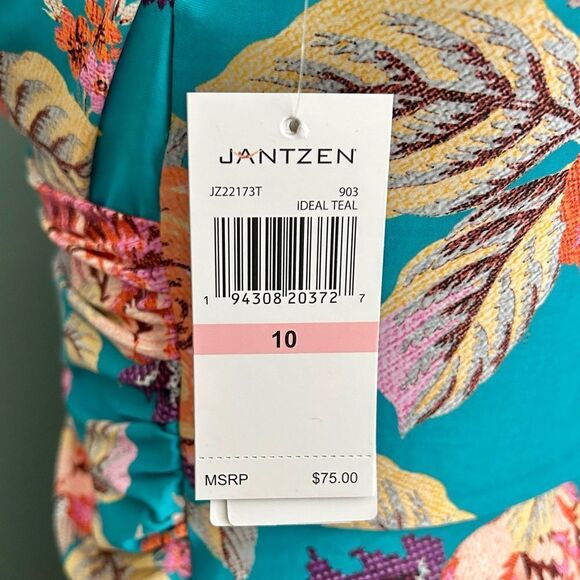 JANTZEN
JZ22173T 903
IDEAL TEAL
1 94308 20372 7
10
MSRP $75.00